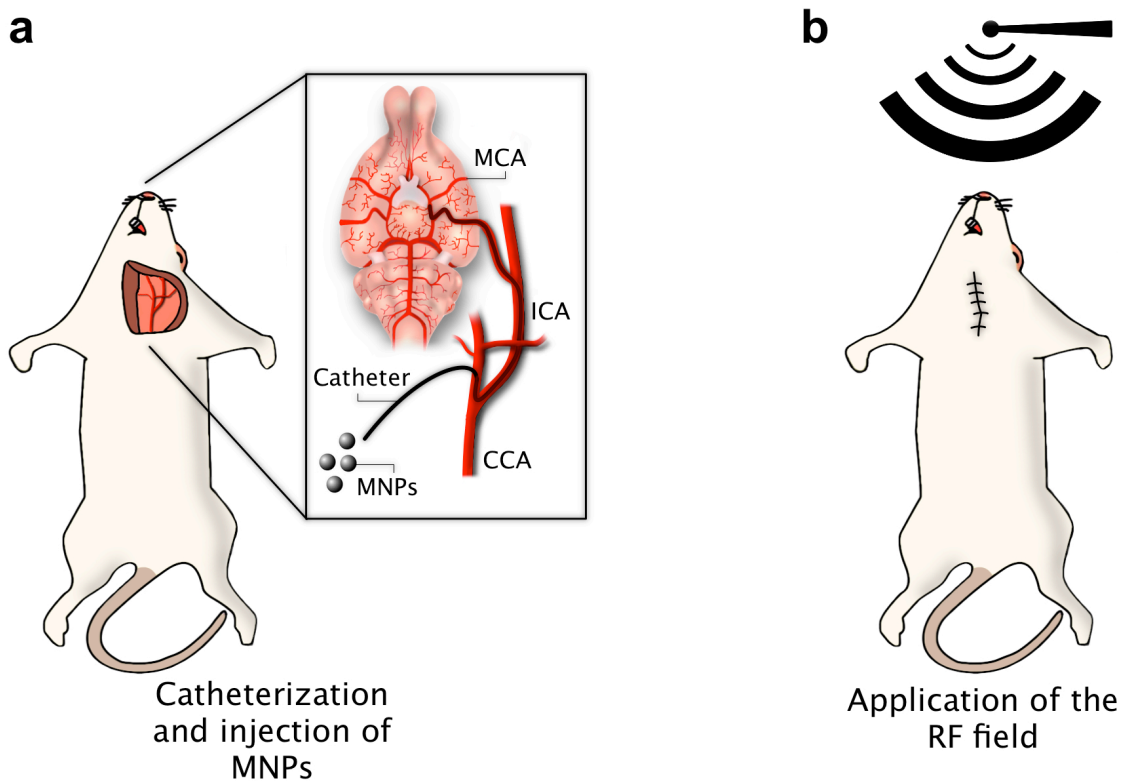 a
b
MCA
ICA
Catheter
CCA
MNPs
Catheterization
and injection of
MNPs
Application of the
RF field